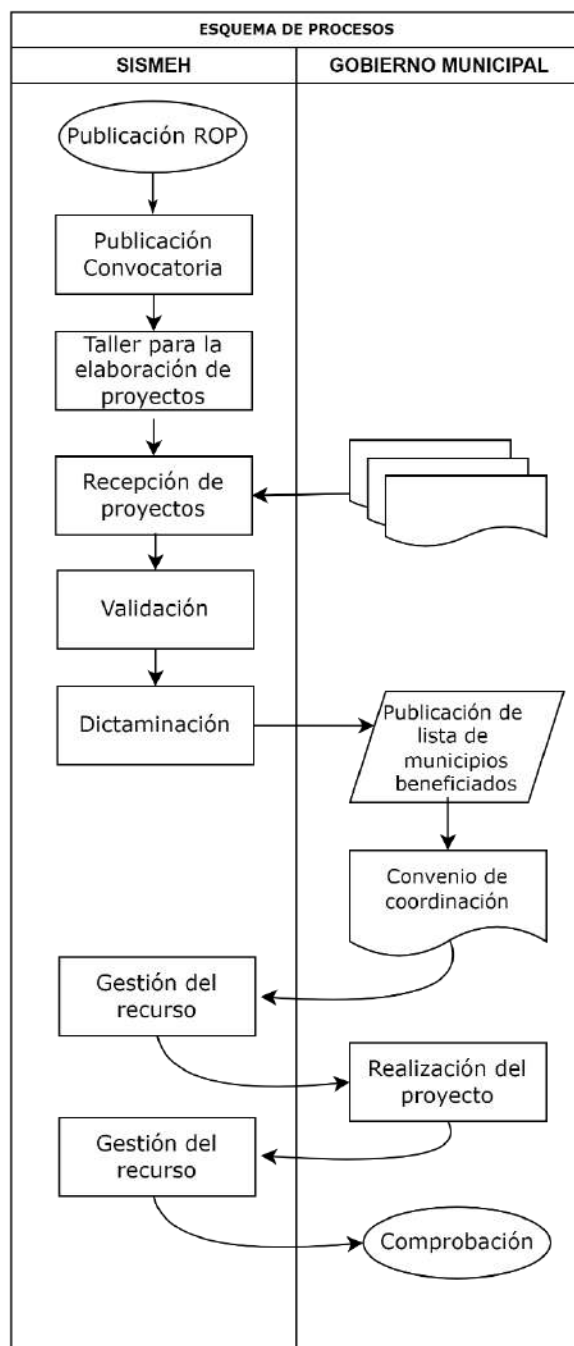 ESQUEMA DE PROCESOS
SISMEH
GOBIERNO MUNICIPAL
Publicación ROP
Publicación
Convocatoria
Taller para la
elaboración de
proyectos
Recepción de
proyectos
Validación
Dictaminación
Publicación de
lista de
municipios
beneficiados
Convenio de
coordinación
Gestión del
recurso
Realización del
proyecto
Gestión del
recurso
Comprobación